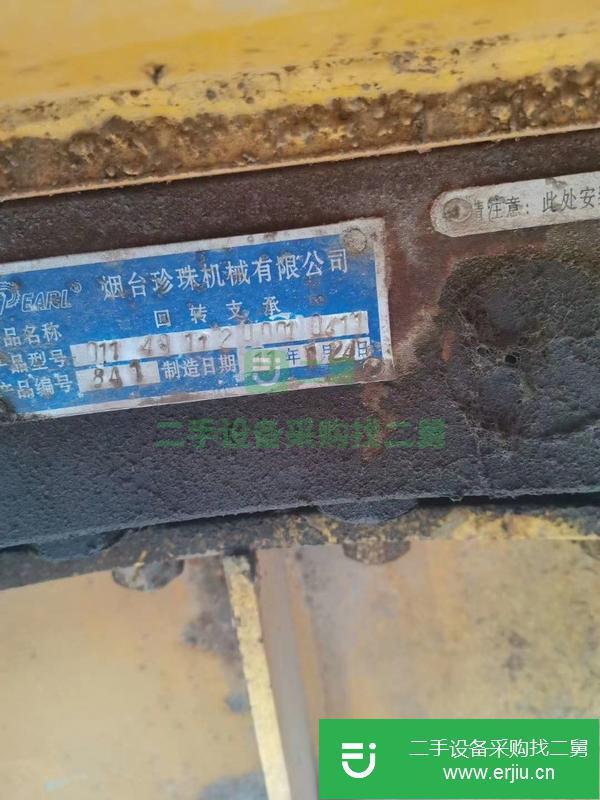 PEARL® 烟台珍珠机械有限公司
回转支承
品名称
产品型号
产品编号 841 制造日期 年1月24日
请注意：此处安
二手设备采购找二舅
二手设备采购找二舅
www.erjiu.cn